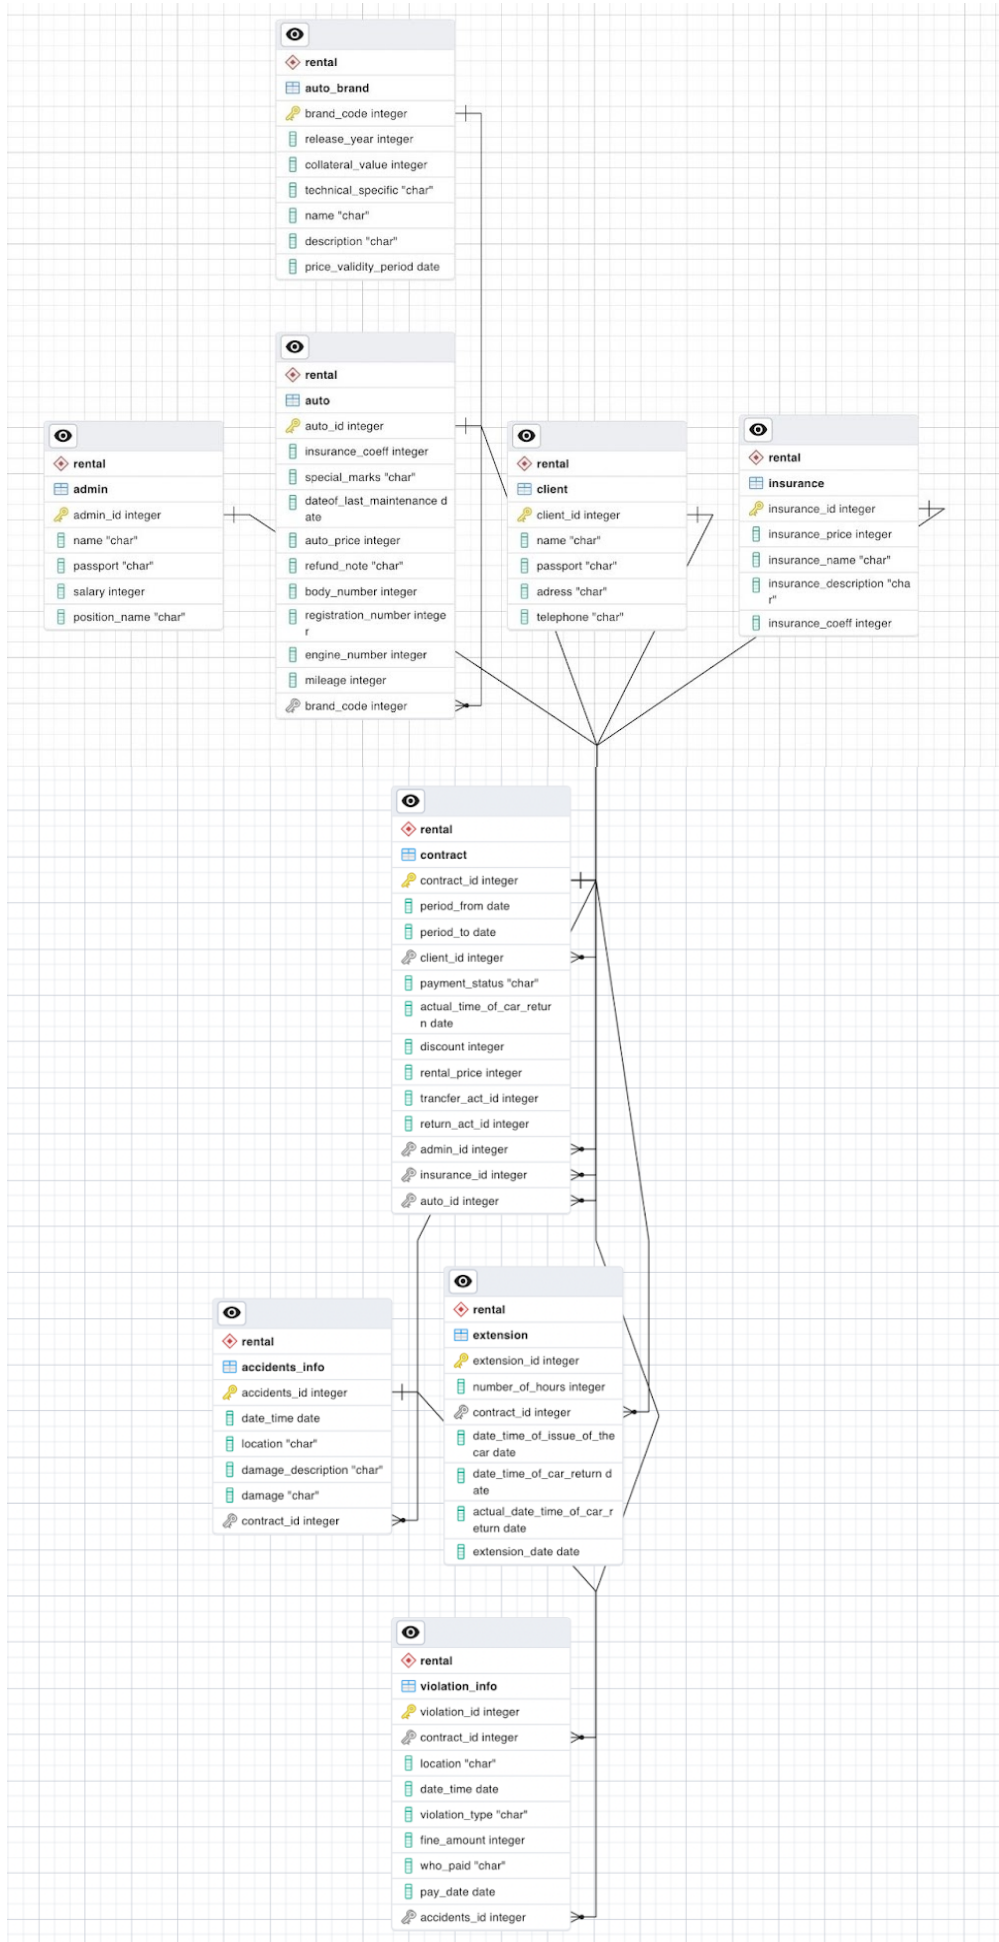 rental
auto_brand
brand_code integer
release_year integer
collateral_value integer
technical_specific "char"
name "char"
description "char"
price_validity_period date
rental
auto
auto_id integer
insurance_coeff integer
special_marks "char"
dateof_last_maintenance d
ate
auto_price integer
refund_note "char"
body_number integer
registration_number intege
r
engine_number integer
mileage integer
brand_code integer
rental
admin
admin_id integer
name "char"
passport "char"
salary integer
position_name "char"
rental
client
client_id integer
name "char"
passport "char"
adress "char"
telephone "char"
rental
insurance
insurance_id integer
insurance_price integer
insurance_name "char"
insurance_description "cha
r"
insurance_coeff integer
rental
contract
contract_id integer
period_from date
period_to date
client_id integer
payment_status "char"
actual_time_of_car_retur
n date
discount integer
rental_price integer
transfer_act_id integer
return_act_id integer
admin_id integer
insurance_id integer
auto_id integer
rental
accidents_info
accidents_id integer
date_time date
location "char"
damage_description "char"
damage "char"
contract_id integer
rental
extension
extension_id integer
number_of_hours integer
contract_id integer
date_time_of_issue_of_the
car date
date_time_of_car_return d
ate
actual_date_time_of_car_r
eturn date
extension_date date
rental
violation_info
violation_id integer
contract_id integer
location "char"
date_time date
violation_type "char"
fine_amount integer
who_paid "char"
pay_date date
accidents_id integer